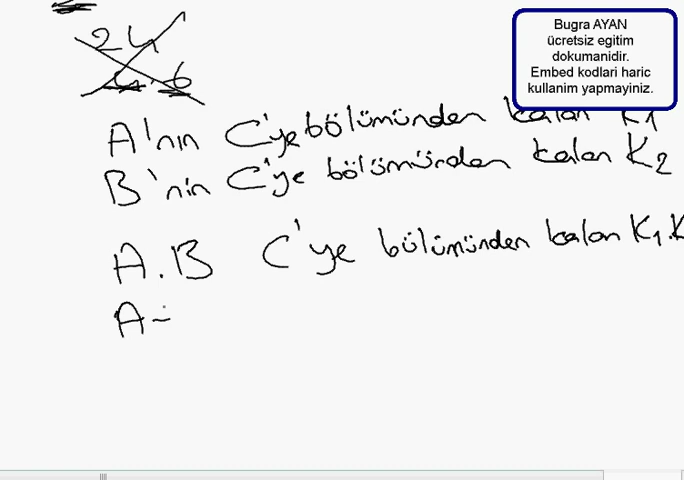 Bugra AYAN
ücretsiz egitim
dokumanidir.
Embed kodlari haric
kullanim yapmayiniz.
24
4.6
A'nın C'ye bölümünden kalan K1
B'nin C'ye bölümünden kalan K2
A.B C'ye bölümünden kalan K1.K
A-